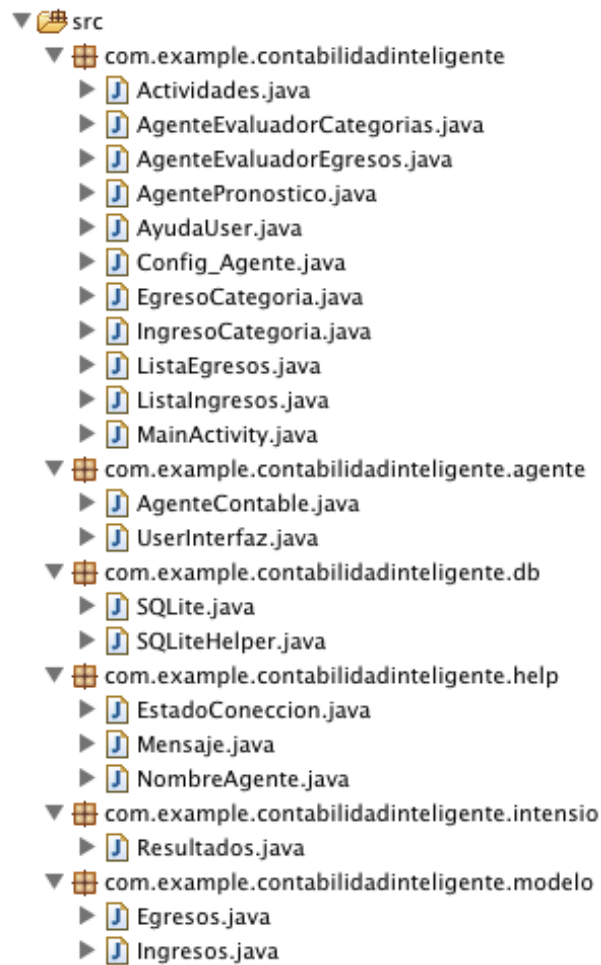 src
com.example.contabilidadinteligente
Actividades.java
AgenteEvaluadorCategorias.java
AgenteEvaluadorEgresos.java
AgentePronostico.java
AyudaUser.java
Config_Agente.java
EgresoCategoria.java
IngresoCategoria.java
ListaEgresos.java
ListaIngresos.java
MainActivity.java
com.example.contabilidadinteligente.agente
AgenteContable.java
UserInterfaz.java
com.example.contabilidadinteligente.db
SQLite.java
SQLiteHelper.java
com.example.contabilidadinteligente.help
EstadoConeccion.java
Mensaje.java
NombreAgente.java
com.example.contabilidadinteligente.intensio
Resultados.java
com.example.contabilidadinteligente.modelo
Egresos.java
Ingresos.java